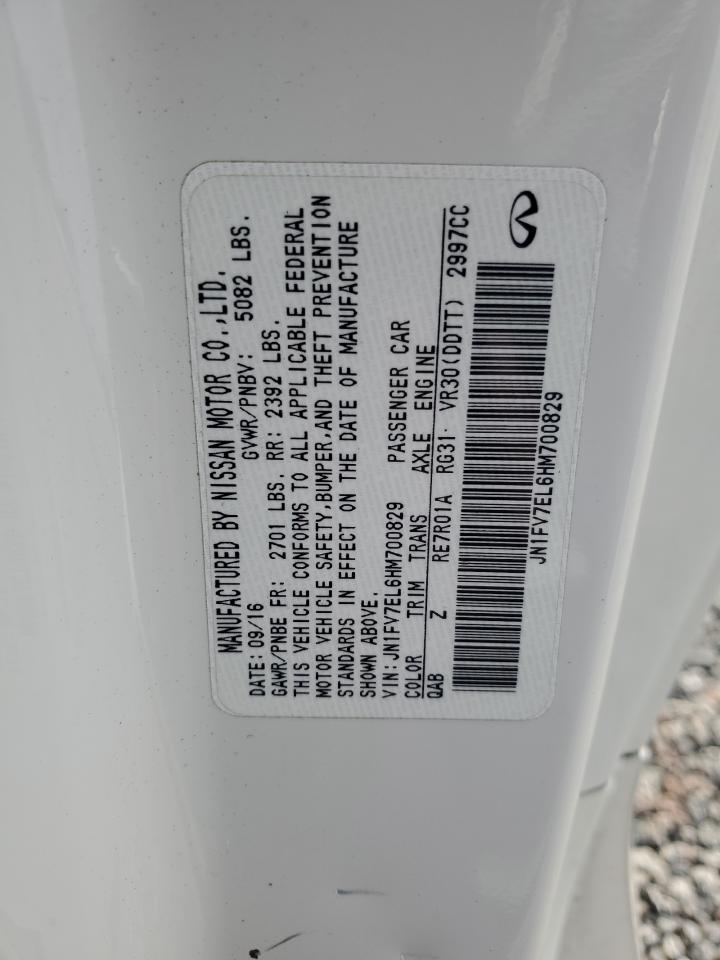 MANUFACTURED BY NISSAN MOTOR CO.,LTD.
DATE: 09/16 GVWR/PNBV: 5082 LBS.
GAWR/PNBE FR: 2701 LBS. RR: 2392 LBS.
THIS VEHICLE CONFORMS TO ALL APPLICABLE FEDERAL
MOTOR VEHICLE SAFETY,BUMPER,AND THEFT PREVENTION
STANDARDS IN EFFECT ON THE DATE OF MANUFACTURE
SHOWN ABOVE.
VIN:JN1FV7EL6HM700829 PASSENGER CAR
COLOR TRIM TRANS AXLE ENGINE
QAB Z RE7R01A RG31 VR30(DDTT) 2997CC
JN1FV7EL6HM700829